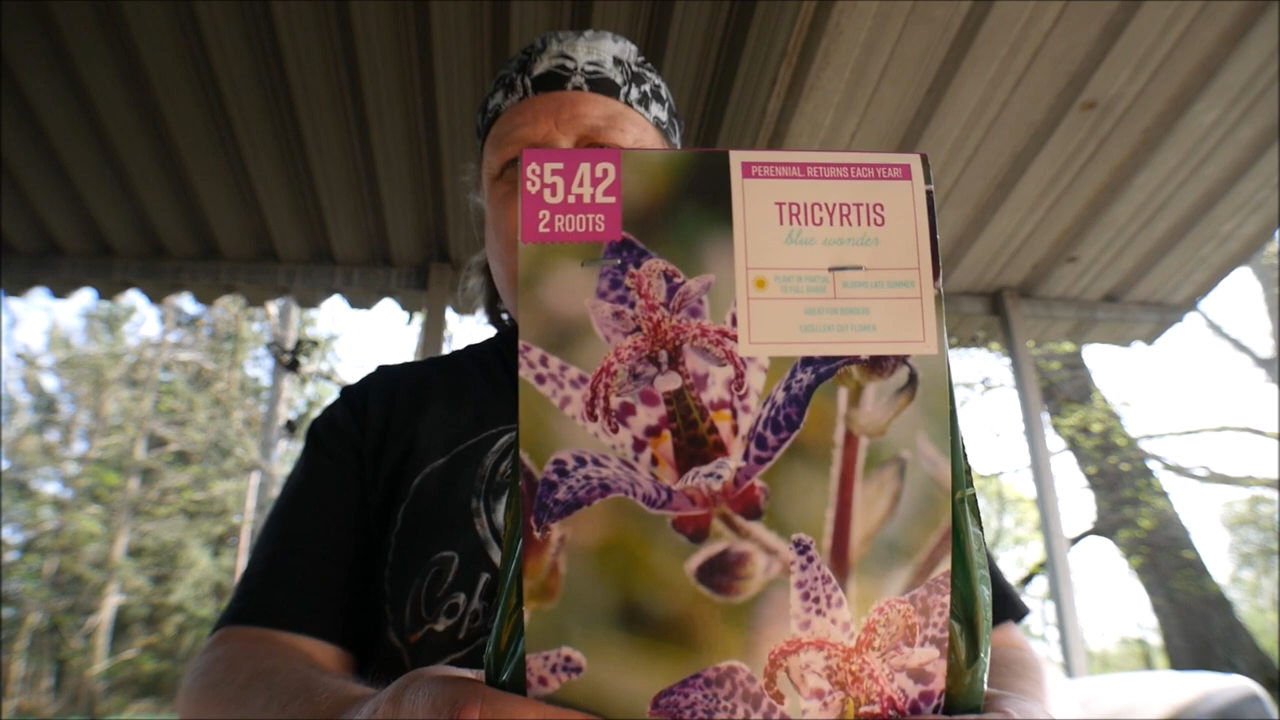 $5.42
2 ROOTS
PERENNIAL. RETURNS EACH YEAR!
TRICYRTIS
blue wonder
PLANT IN PARTIAL
TO FULL SHADE
BLOOMS LATE SUMMER
GREAT FOR BORDERS
EXCELLENT CUT FLOWER